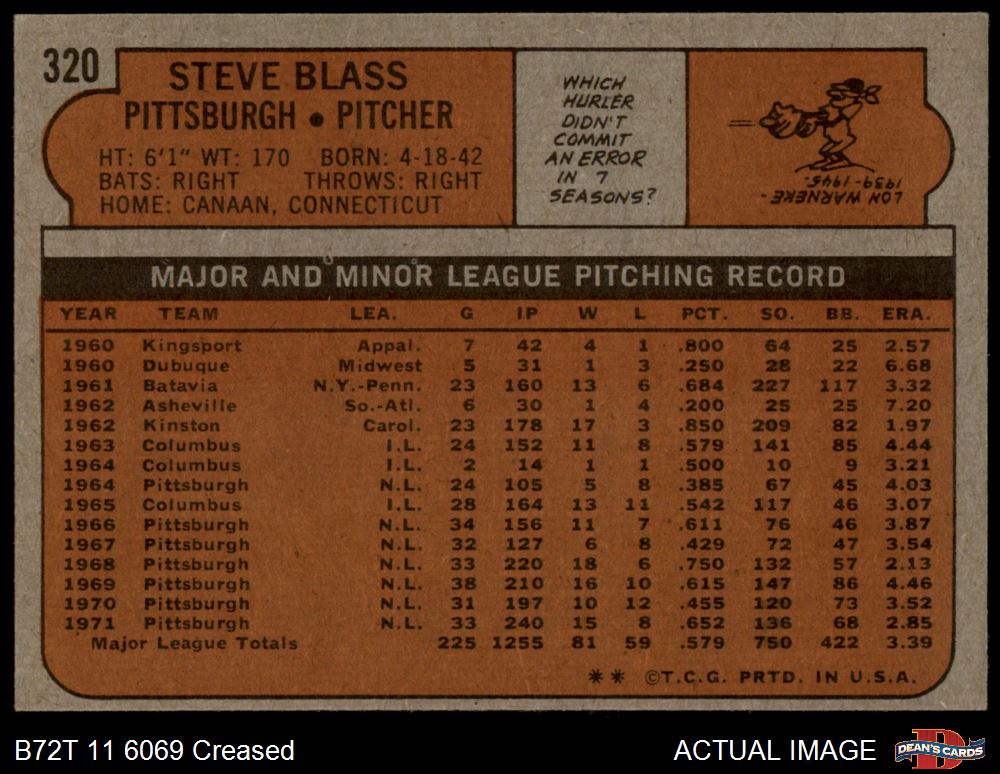 320
STEVE BLASS
PITTSBURGH • PITCHER
HT: 6'1" WT: 170 BORN: 4-18-42
BATS: RIGHT THROWS: RIGHT
HOME: CANAAN, CONNECTICUT
WHICH
HURLER
DIDN'T
COMMIT
AN ERROR
IN 7
SEASONS?
LON WARNEKE -
1939-1945.
MAJOR AND MINOR LEAGUE PITCHING RECORD
YEAR TEAM LEA. G IP W L PCT. SO. BB. ERA.
1960 Kingsport Appal. 7 42 4 1 .800 64 25 2.57
1960 Dubuque Midwest 5 31 1 3 .250 28 22 6.68
1961 Batavia N.Y.-Penn. 23 160 13 6 .684 227 117 3.32
1962 Asheville So.-Atl. 6 30 1 4 .200 25 25 7.20
1962 Kinston Carol. 23 178 17 3 .850 209 82 1.97
1963 Columbus I.L. 24 152 11 8 .579 141 85 4.44
1964 Columbus I.L. 2 14 1 1 .500 10 9 3.21
1964 Pittsburgh N.L. 24 105 5 8 .385 67 45 4.03
1965 Columbus I.L. 28 164 13 11 .542 117 46 3.07
1966 Pittsburgh N.L. 34 156 11 7 .611 76 46 3.87
1967 Pittsburgh N.L. 32 127 6 8 .429 72 47 3.54
1968 Pittsburgh N.L. 33 220 18 6 .750 132 57 2.13
1969 Pittsburgh N.L. 38 210 16 10 .615 147 86 4.46
1970 Pittsburgh N.L. 31 197 10 12 .455 120 73 3.52
1971 Pittsburgh N.L. 33 240 15 8 .652 136 68 2.85
Major League Totals 225 1255 81 59 .579 750 422 3.39
** ©T.C.G. PRTD. IN U.S.A.
B72T 11 6069 Creased
ACTUAL IMAGE
DEAN'S CARDS